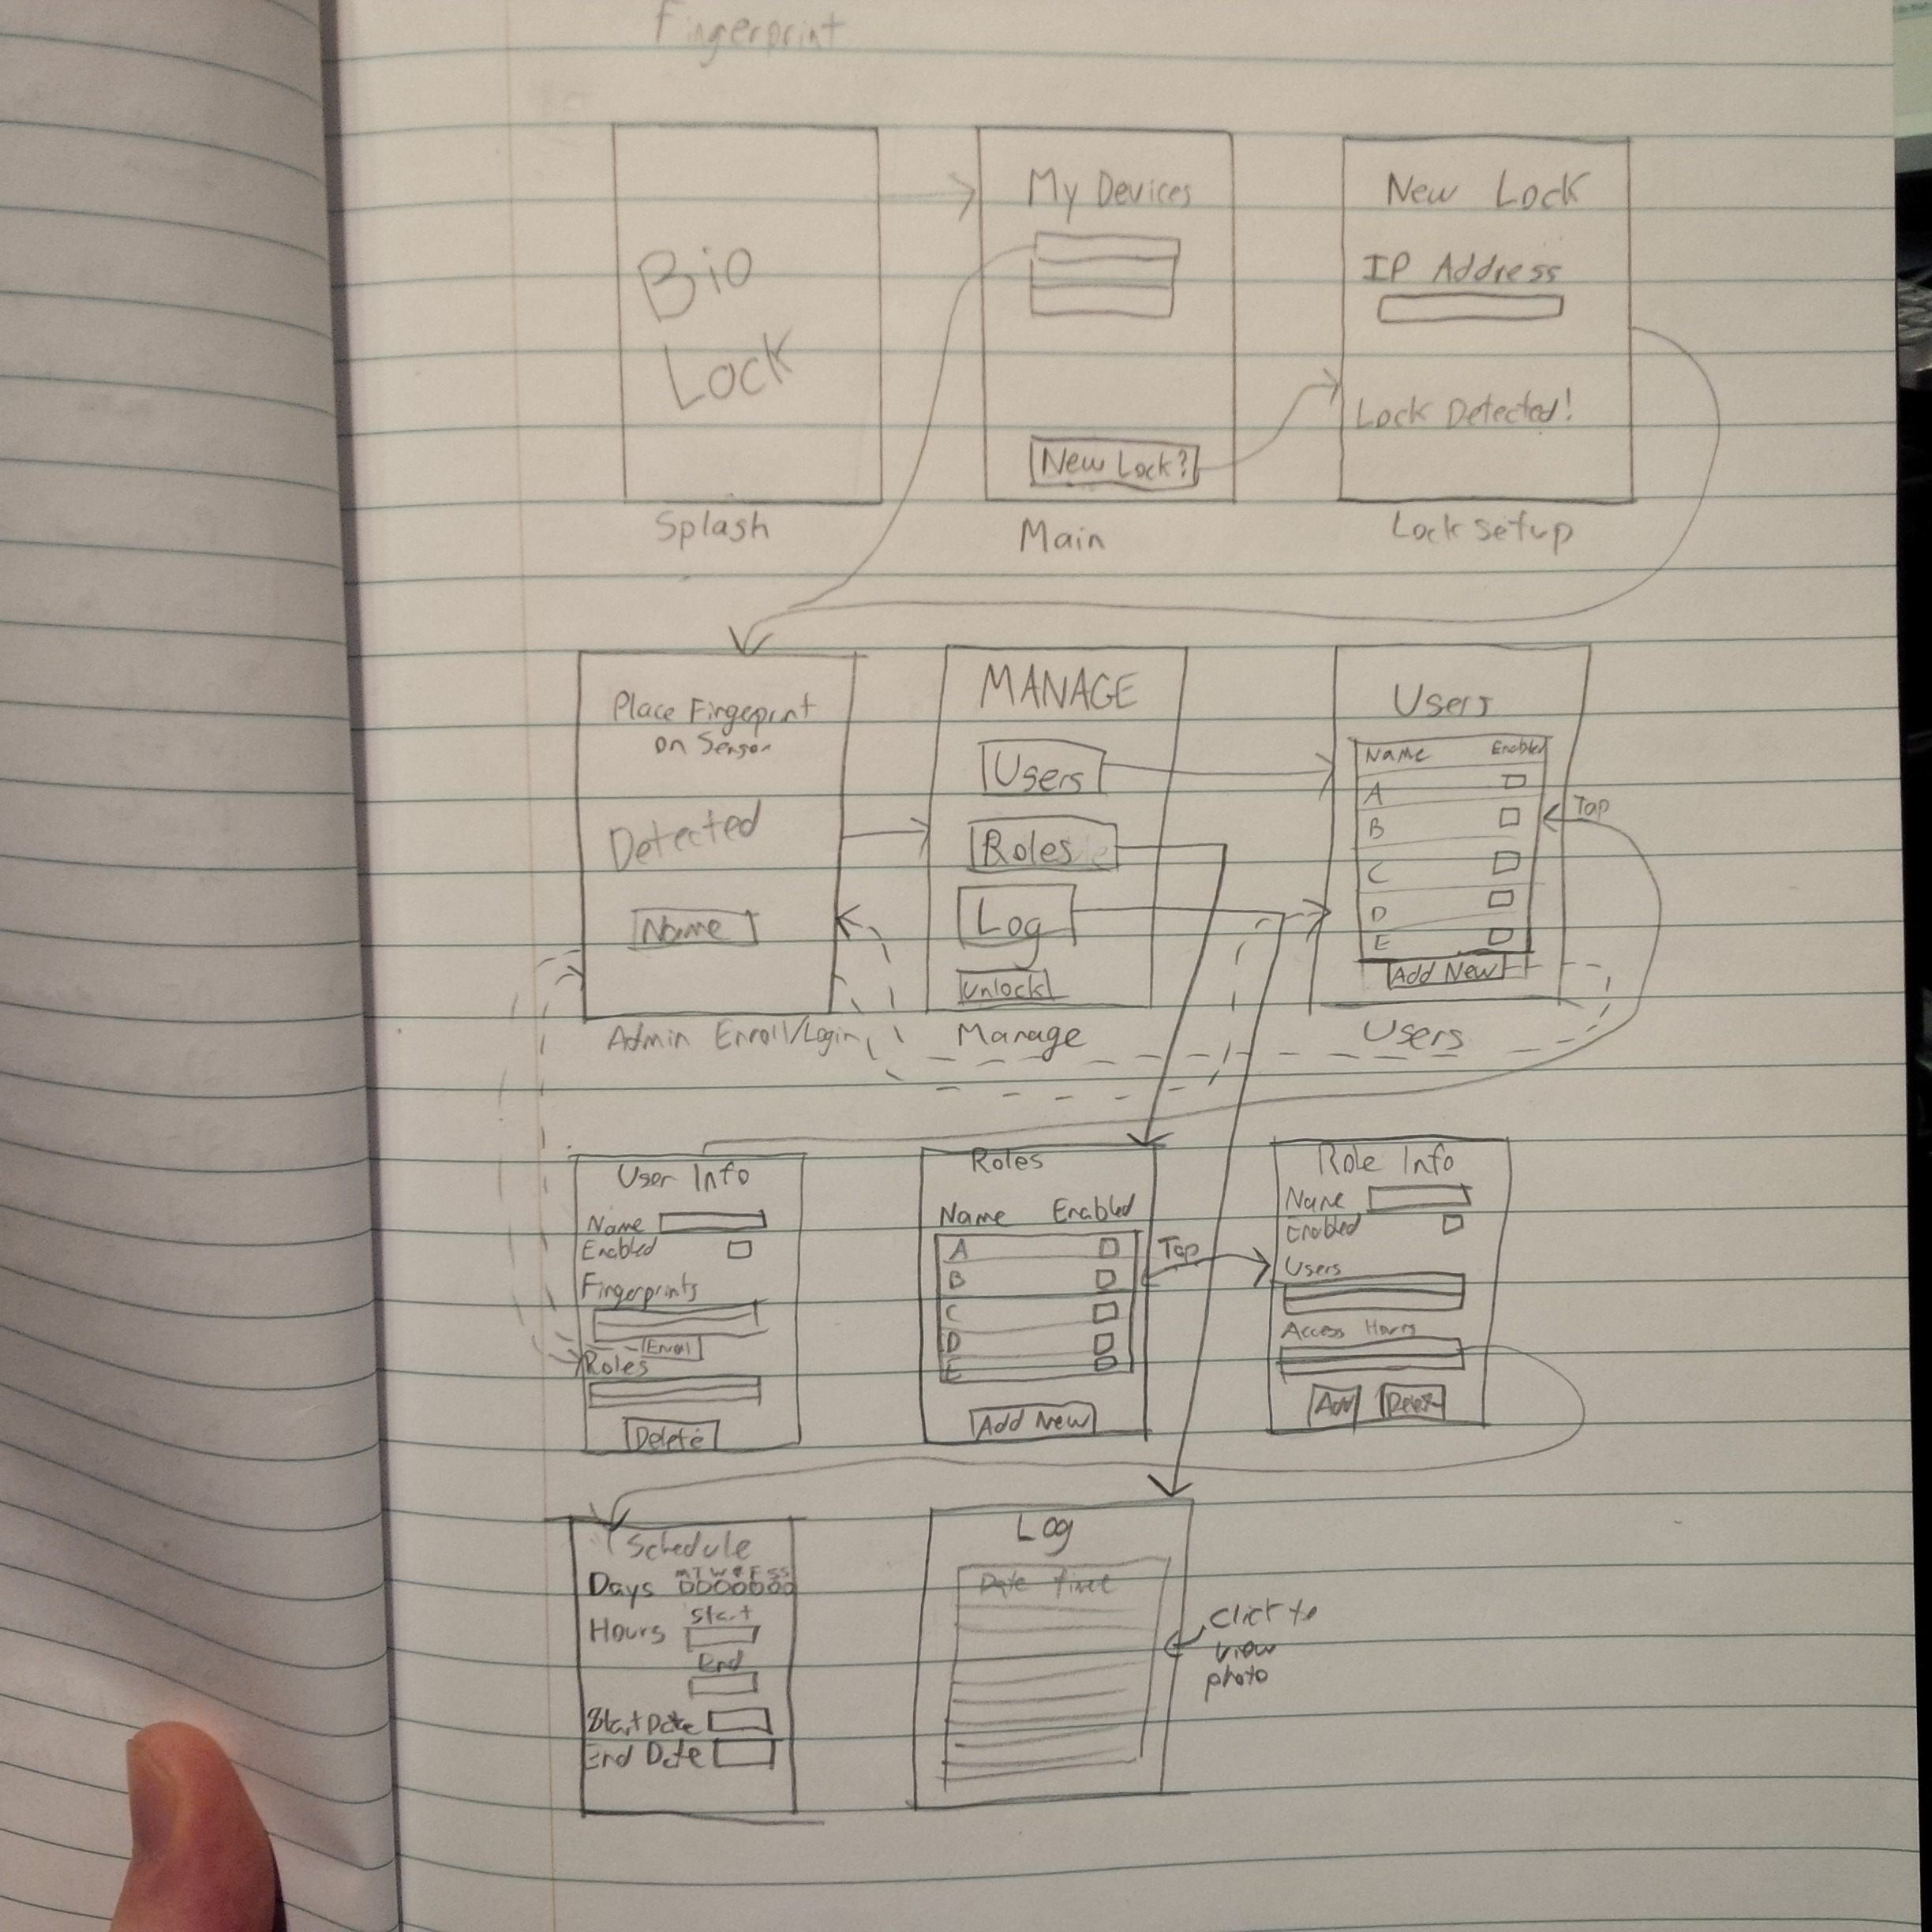 Fingerprint
Bio
Lock
Splash
My Devices
New Lock?
Main
New Lock
IP Address
Lock Detected!
Lock setup
Place Fingeprint
on Sensor
Detected
Name
Admin Enroll/Login
MANAGE
Users
Roles
Log
Unlock
Manage
Users
Name Enabled
A
B
C
D
E
Add New
Tap
Users
User Info
Name
Enabled
Fingerprints
Enroll
Roles
Delete
Roles
Name Enabled
A
B
C
D
E
Add New
Tap
Role Info
Name
Enabled
Users
Access Hours
Add Delete
Schedule
M T W R F S S
Days
Hours Start
End
Start Date
End Date
Log
Date Time
Click to
view
photo